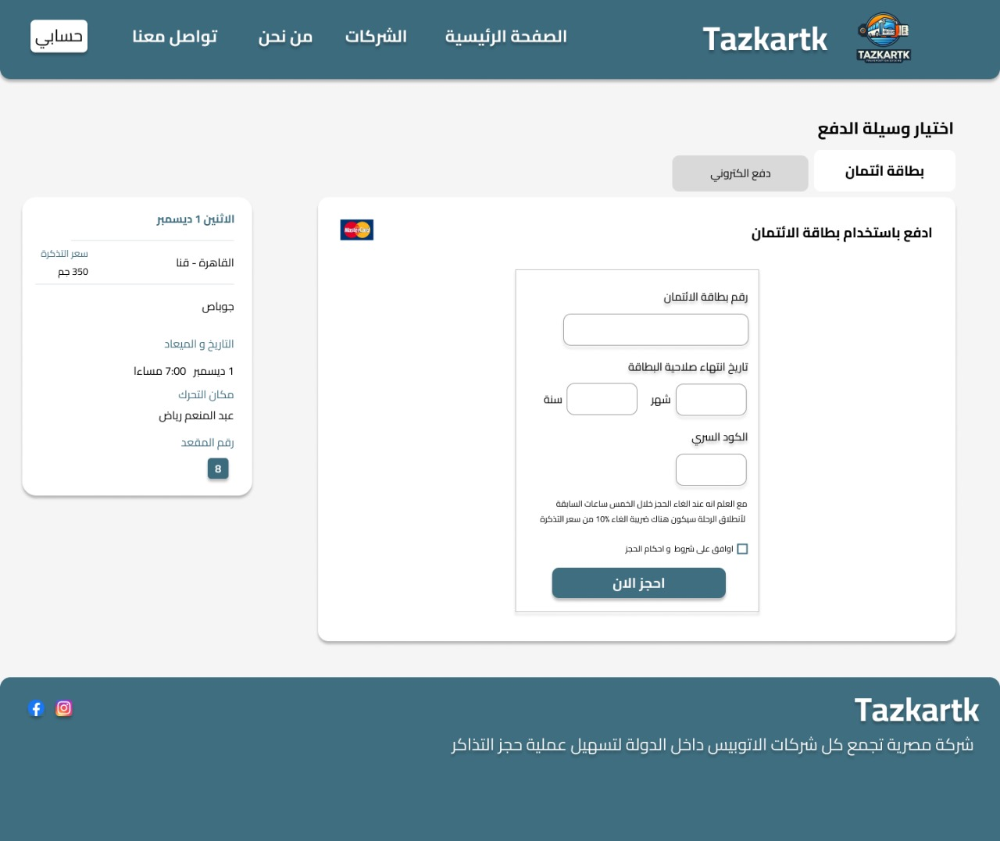 TAZKARTK
Tazkartk
الصفحة الرئيسية
الشركات
من نحن
تواصل معنا
حسابي
اختيار وسيلة الدفع
بطاقة ائتمان
دفع الكتروني
ادفع باستخدام بطاقة الائتمان
MasterCard
رقم بطاقة الائتمان
تاريخ انتهاء صلاحية البطاقة
شهر
سنة
الكود السري
مع العلم انه عند الغاء الحجز خلال الخمس ساعات السابقة
لأنطلاق الرحلة سيكون هناك ضريبة الغاء 10% من سعر التذكرة
اوافق على شروط و احكام الحجز
احجز الان
الاثنين 1 ديسمبر
القاهرة - قنا
سعر التذكرة
350 جم
جوباص
التاريخ و الميعاد
1 ديسمبر 7:00 مساءا
مكان التحرك
عبد المنعم رياض
رقم المقعد
8
Tazkartk
شركة مصرية تجمع كل شركات الاتوبيس داخل الدولة لتسهيل عملية حجز التذاكر